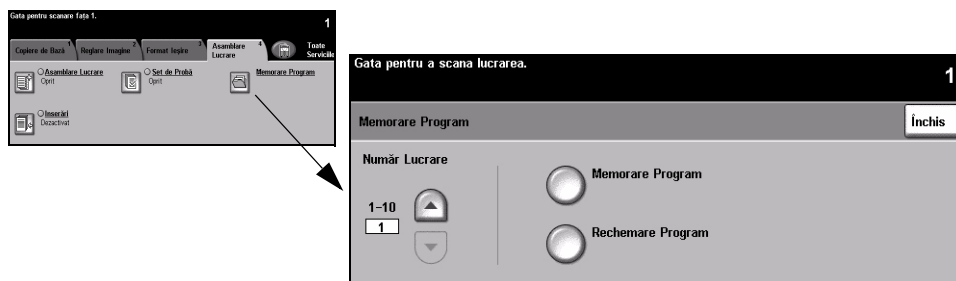 Gata pentru scanare fața 1.
1
Copiere de Bază 1
Reglare Imagine 2
Format Ieșire 3
Asamblare Lucrare 4
Toate Serviciile
Asamblare Lucrare
Oprit
Set de Probă
Oprit
Memorare Program
Inserări
Dezactivat
Gata pentru a scana lucrarea.
1
Memorare Program
Închis
Număr Lucrare
1-10
1
Memorare Program
Rechemare Program